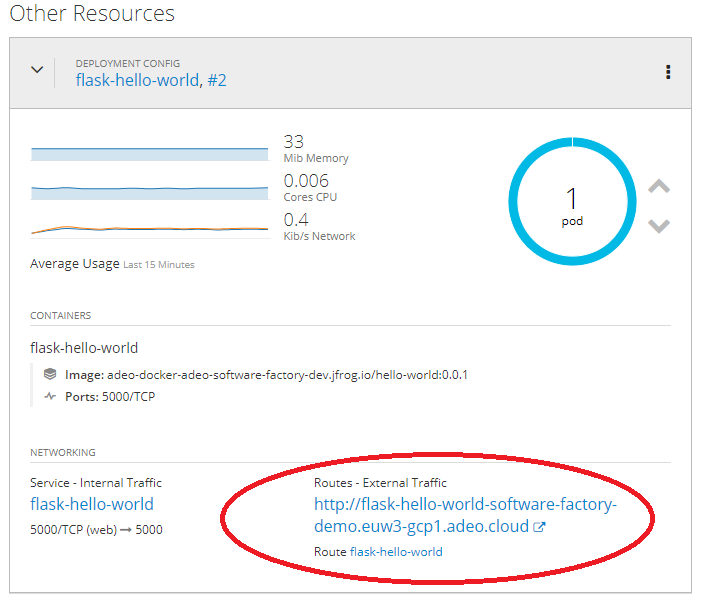 Other Resources
DEPLOYMENT CONFIG
flask-hello-world, #2
33
Mib Memory
0.006
Cores CPU
0.4
Kib/s Network
1
pod
Average Usage Last 15 Minutes
CONTAINERS
flask-hello-world
Image: adeo-docker-adeo-software-factory-dev.jfrog.io/hello-world:0.0.1
Ports: 5000/TCP
NETWORKING
Service - Internal Traffic
flask-hello-world
5000/TCP (web) → 5000
Routes - External Traffic
http://flask-hello-world-software-factory-
demo.euw3-gcp1.adeo.cloud
Route flask-hello-world